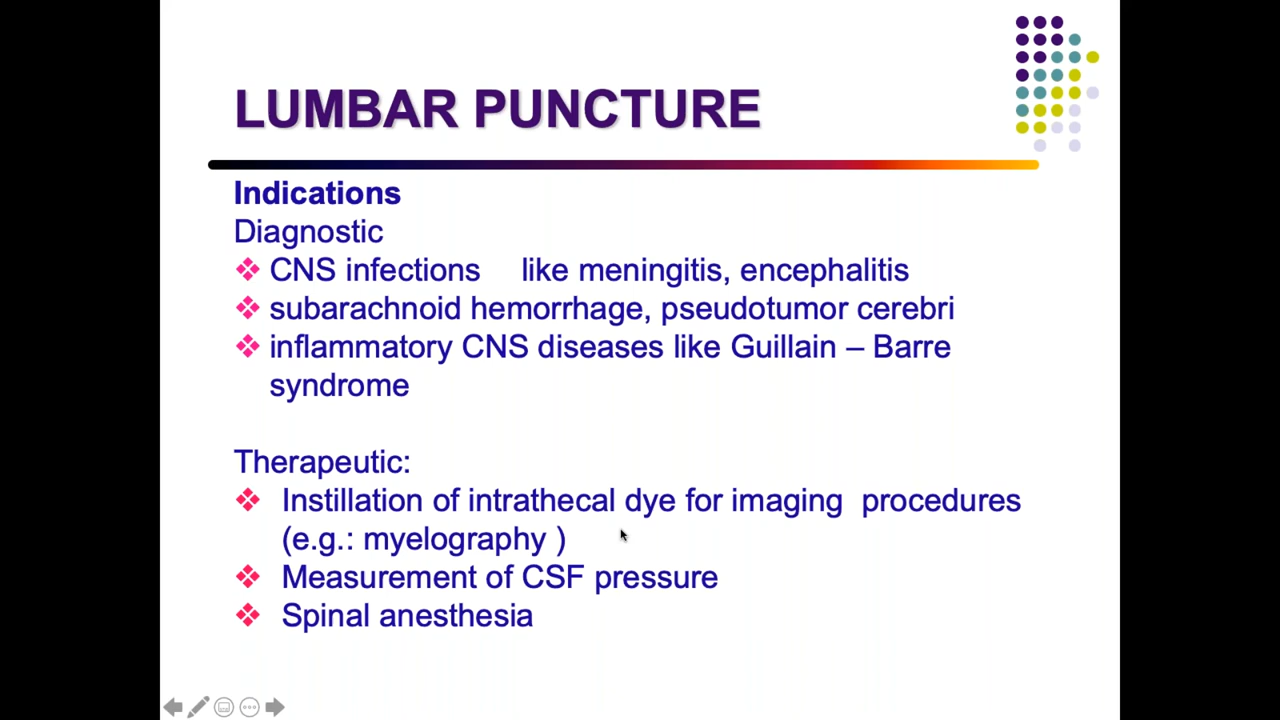 LUMBAR PUNCTURE
Indications
Diagnostic
❖ CNS infections like meningitis, encephalitis
❖ subarachnoid hemorrhage, pseudotumor cerebri
❖ inflammatory CNS diseases like Guillain – Barre
syndrome
Therapeutic:
❖ Instillation of intrathecal dye for imaging procedures
(e.g.: myelography )
❖ Measurement of CSF pressure
❖ Spinal anesthesia